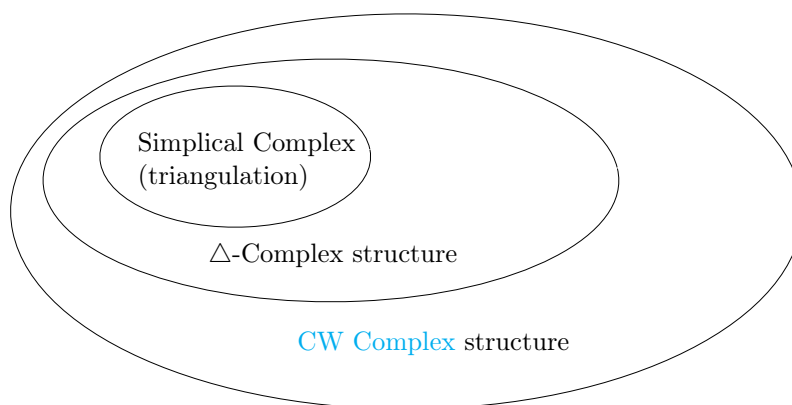 Simplical Complex
(triangulation)
△-Complex structure
CW Complex structure